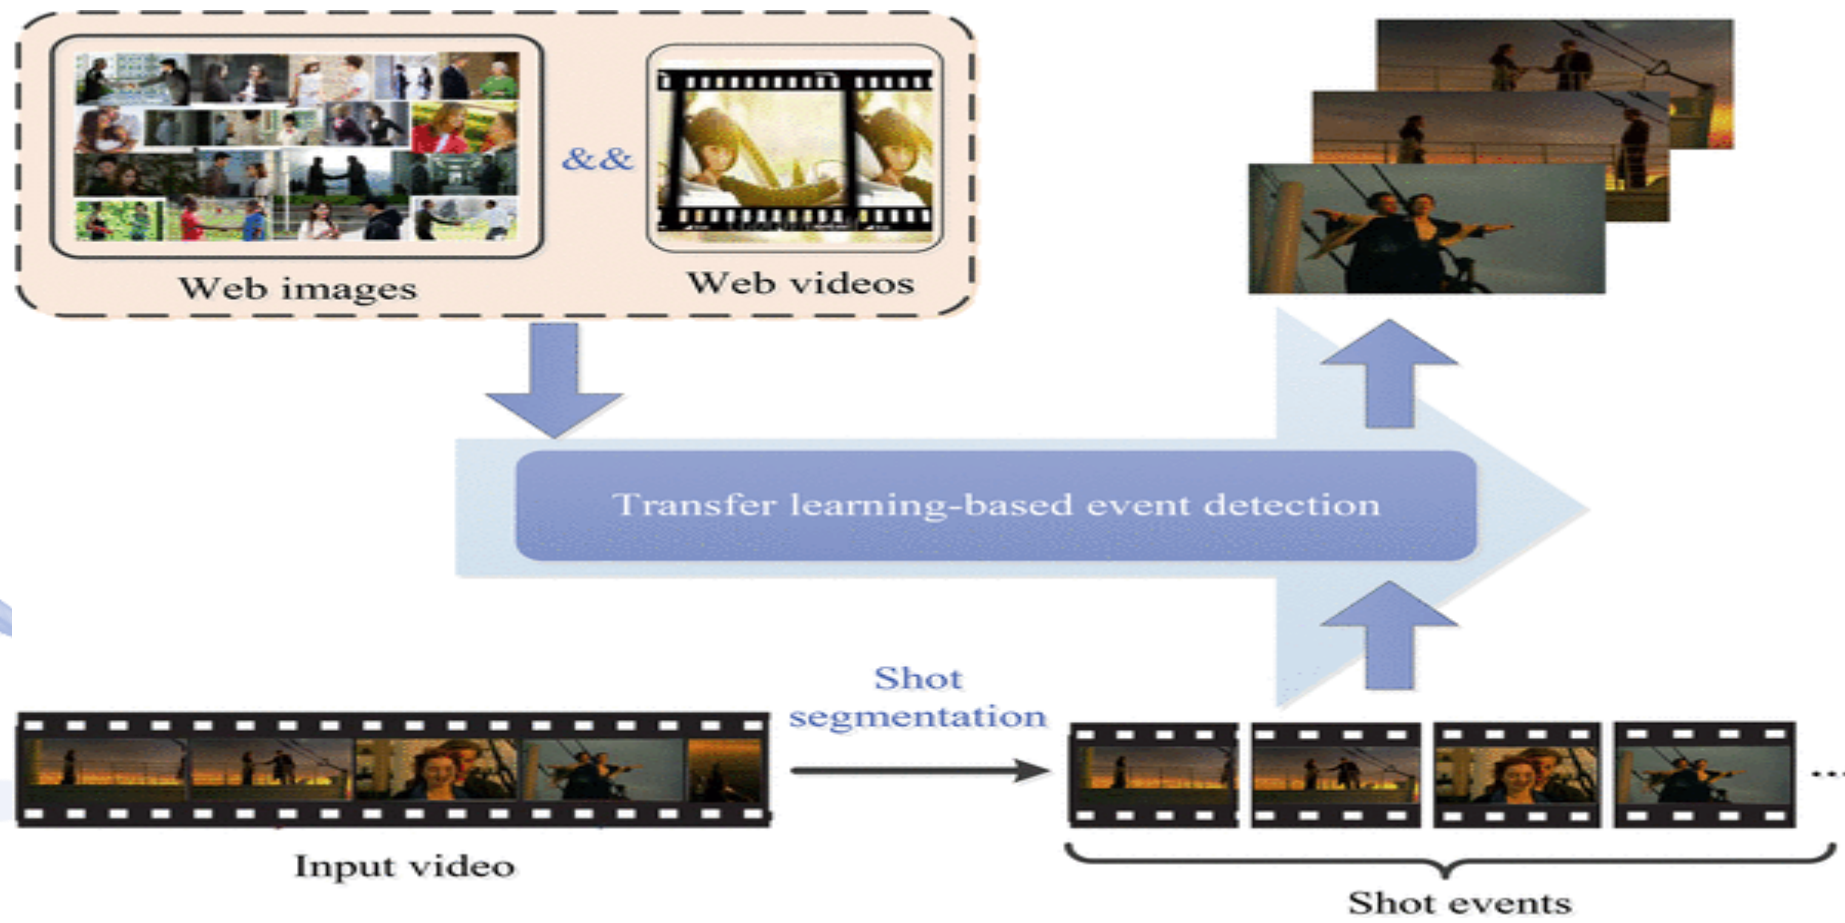 &&
Web images
Web videos
Transfer learning-based event detection
Shot
segmentation
...
Input video
Shot events